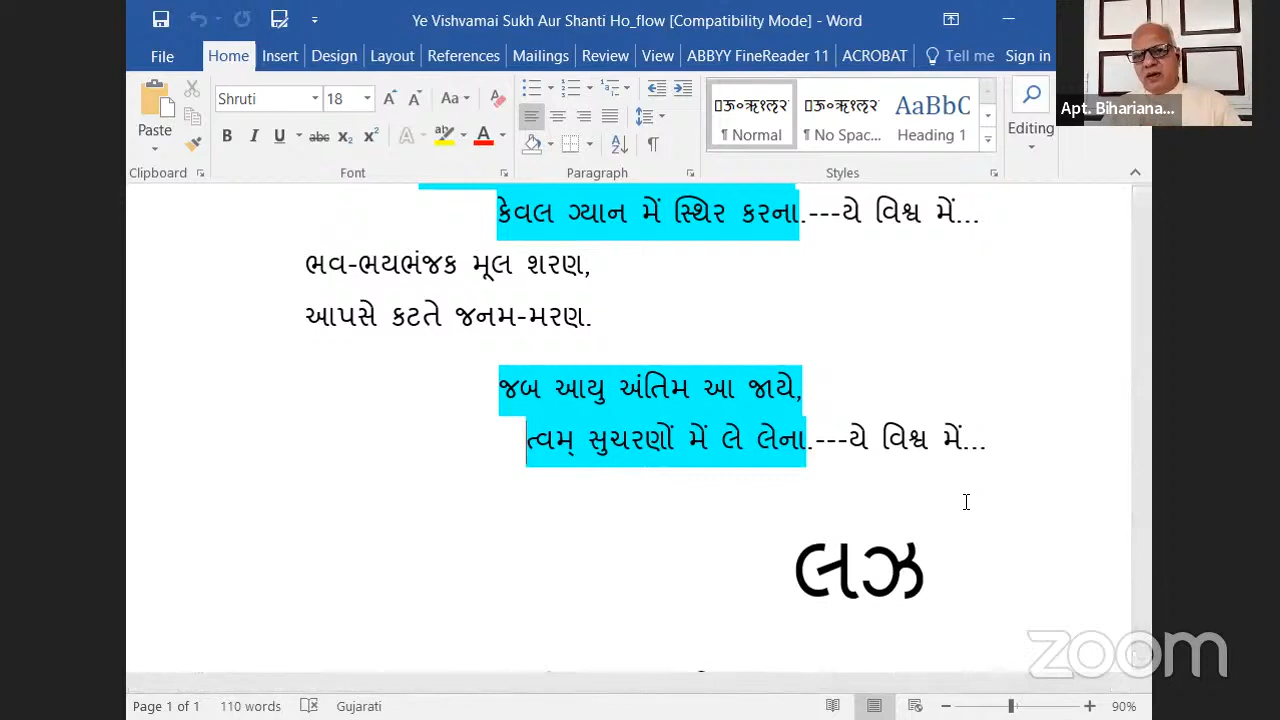 Ye Vishvamai Sukh Aur Shanti Ho_flow [Compatibility Mode] - Word
File Home Insert Design Layout References Mailings Review View ABBYY FineReader 11 ACROBAT Tell me Sign in
Apt. Bihariana...
Shruti 18
Paste
Normal
No Spac...
AaBbC
Heading 1
Editing
Clipboard Font Paragraph Styles
કેવલ ગ્યાન મેં સ્થિર કરના.---યે વિશ્વ મેં...
ભવ-ભયભંજક મૂલ શરણ,
આપસે કટતે જનમ-મરણ.
જબ આયુ અંતિમ આ જાયે,
ત્વમ્ સુચરણોં મેં લે લેના.---યે વિશ્વ મેં...
લઝ
zoom
Page 1 of 1 110 words Gujarati 90%